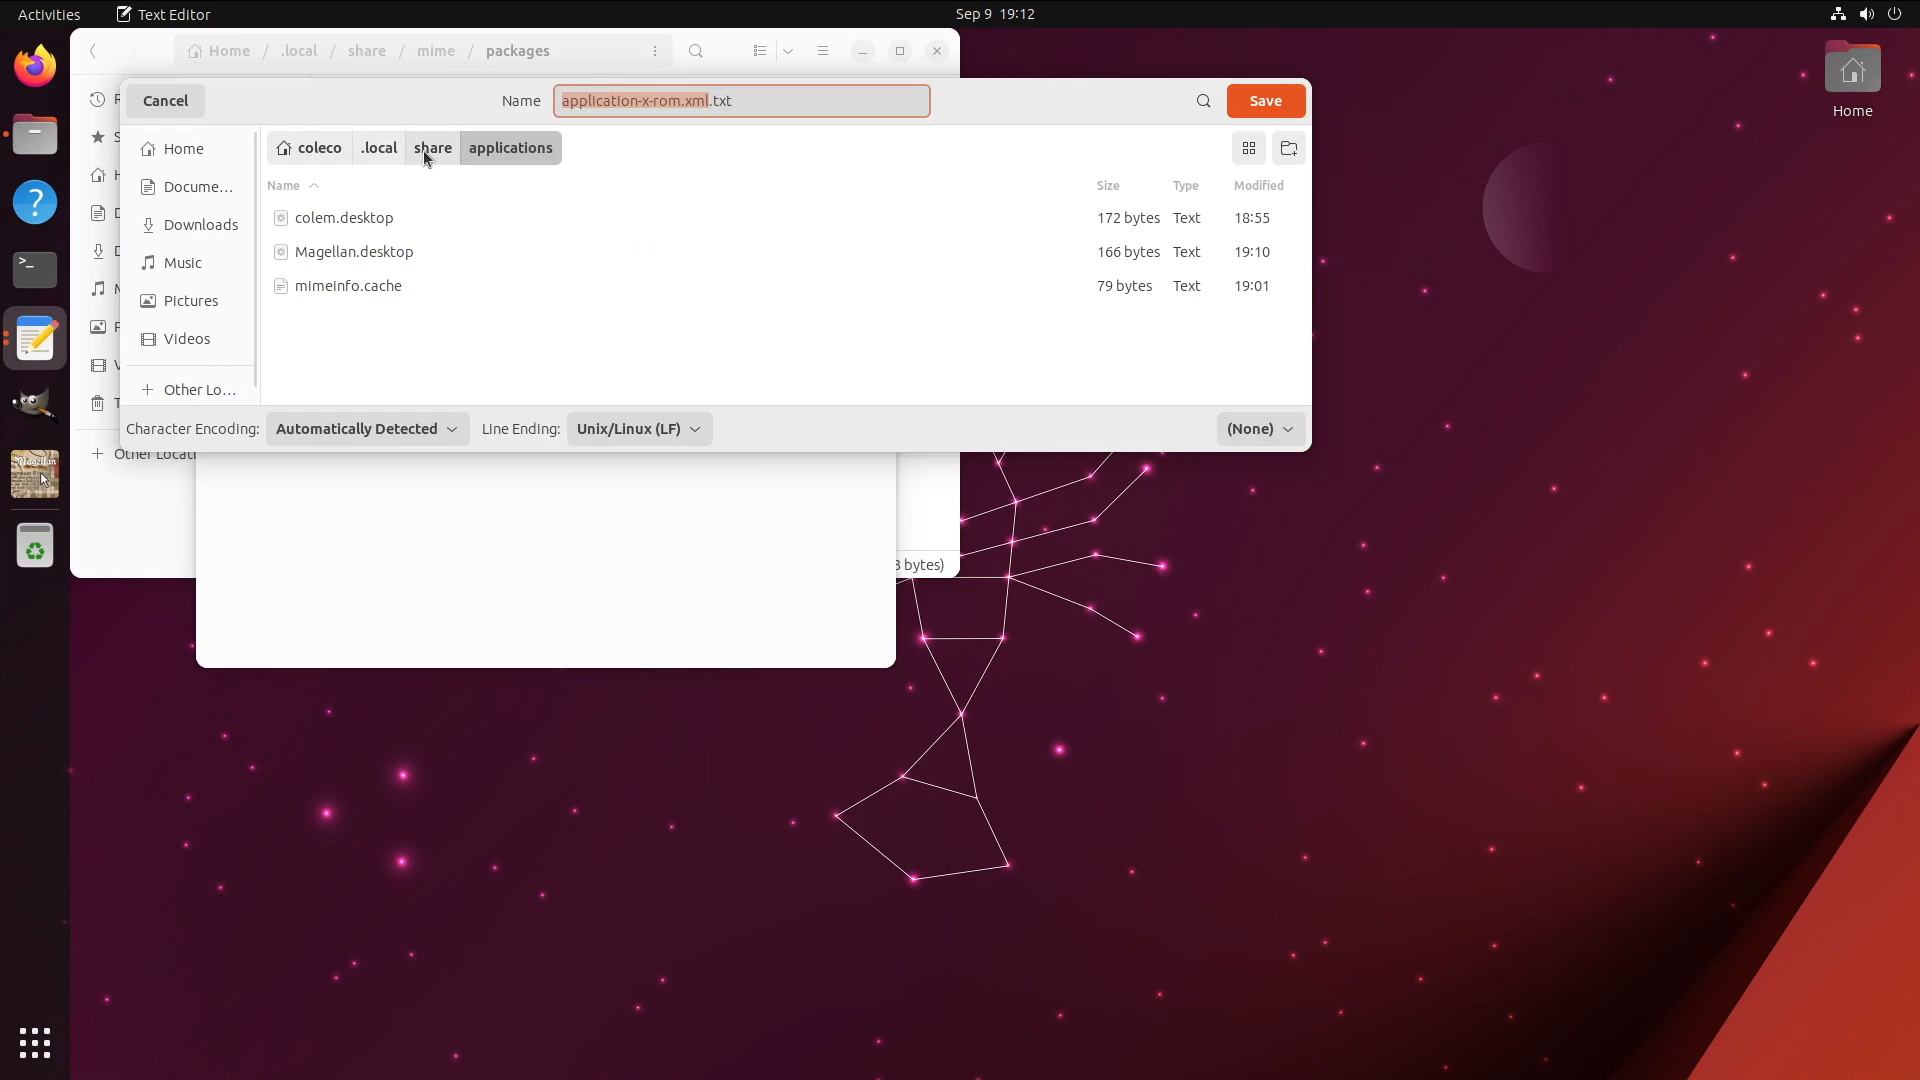 Activities Text Editor Sep 9 19:12
Home / .local / share / mime / packages
Cancel Name application-x-rom.xml.txt Save
Home
coleco .local share applications
Home
Docume...
Downloads
Music
Pictures
Videos
Other Lo...
Name Size Type Modified
colem.desktop 172 bytes Text 18:55
Magellan.desktop 166 bytes Text 19:10
mimeinfo.cache 79 bytes Text 19:01
Character Encoding: Automatically Detected Line Ending: Unix/Linux (LF) (None)
Other Locati
Magellan
bytes)